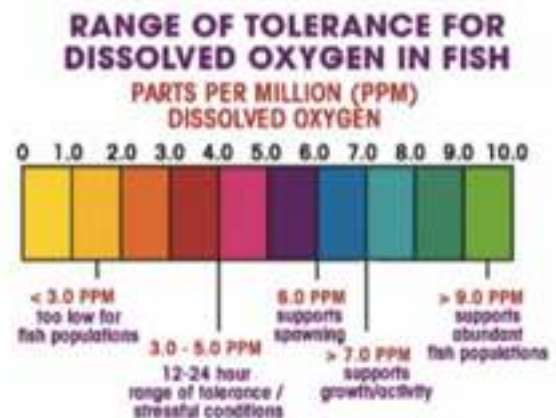 RANGE OF TOLERANCE FOR
DISSOLVED OXYGEN IN FISH
PARTS PER MILLION (PPM)
DISSOLVED OXYGEN
0 1.0 2.0 3.0 4.0 5.0 6.0 7.0 8.0 9.0 10.0
< 3.0 PPM
too low for
fish populations
3.0 - 5.0 PPM
12-24 hour
range of tolerance /
stressful conditions
6.0 PPM
supports
spawning
> 7.0 PPM
supports
growth/activity
> 9.0 PPM
supports
abundant
fish populations